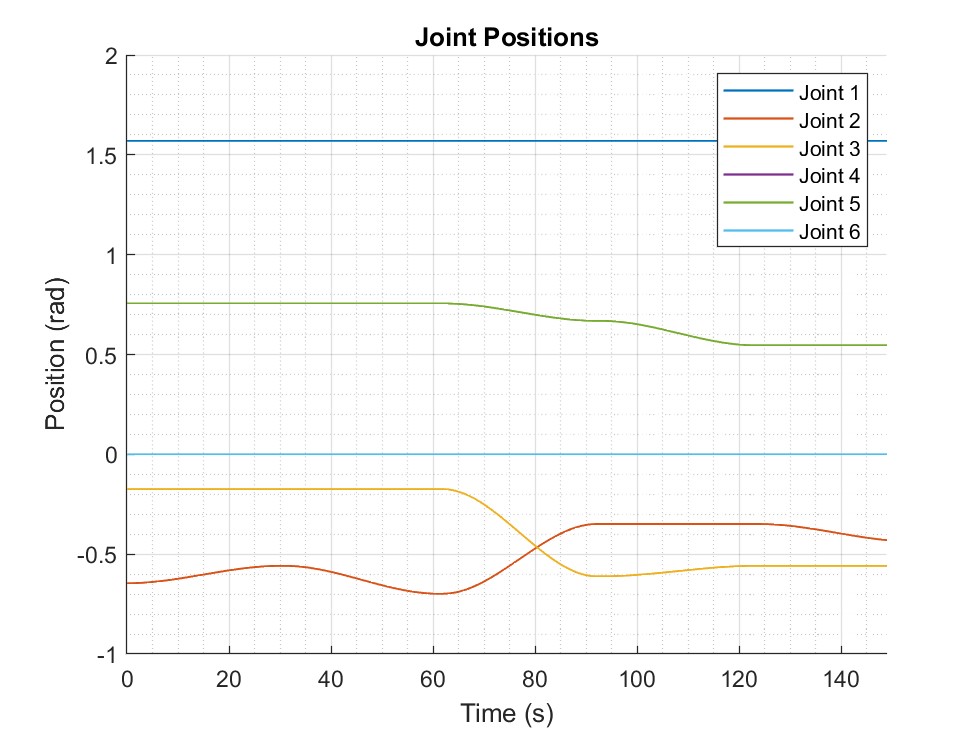 Joint Positions
2
Joint 1
Joint 2
Joint 3
Joint 4
Joint 5
Joint 6
1.5
1
0.5
0
-0.5
-1
Position (rad)
0 20 40 60 80 100 120 140
Time (s)